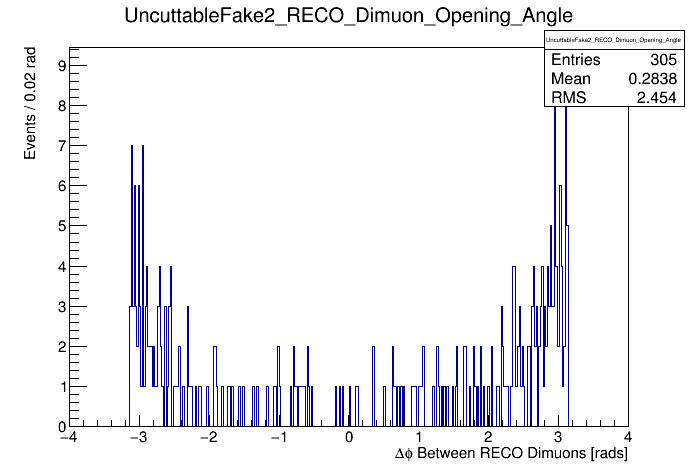 UncuttableFake2_RECO_Dimuon_Opening_Angle
UncuttableFake2_RECO_Dimuon_Opening_Angle
Entries 305
Mean 0.2838
RMS 2.454
Events / 0.02 rad
9
8
7
6
5
4
3
2
1
0
−4 −3 −2 −1 0 1 2 3 4
Δϕ Between RECO Dimuons [rads]